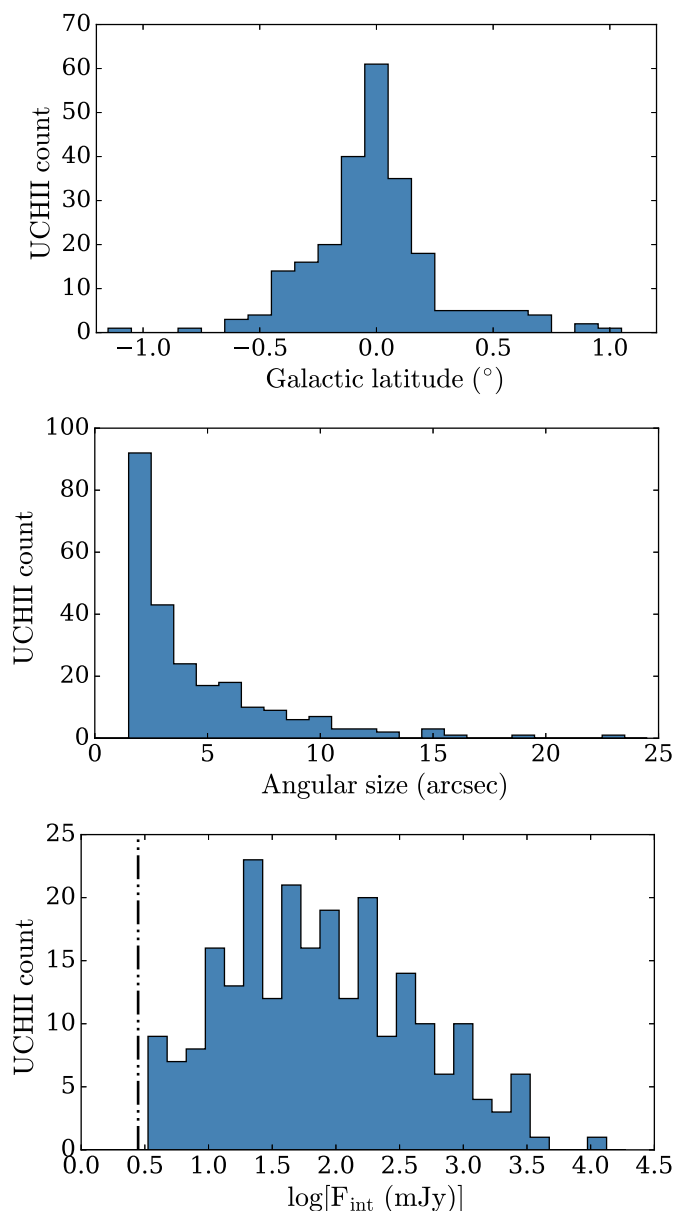 70
60
50
40
30
20
10
0
UCHII count
−1.0 −0.5 0.0 0.5 1.0
Galactic latitude (°)
100
80
60
40
20
0
UCHII count
0 5 10 15 20 25
Angular size (arcsec)
25
20
15
10
5
0
UCHII count
0.0 0.5 1.0 1.5 2.0 2.5 3.0 3.5 4.0 4.5
log[F_int (mJy)]